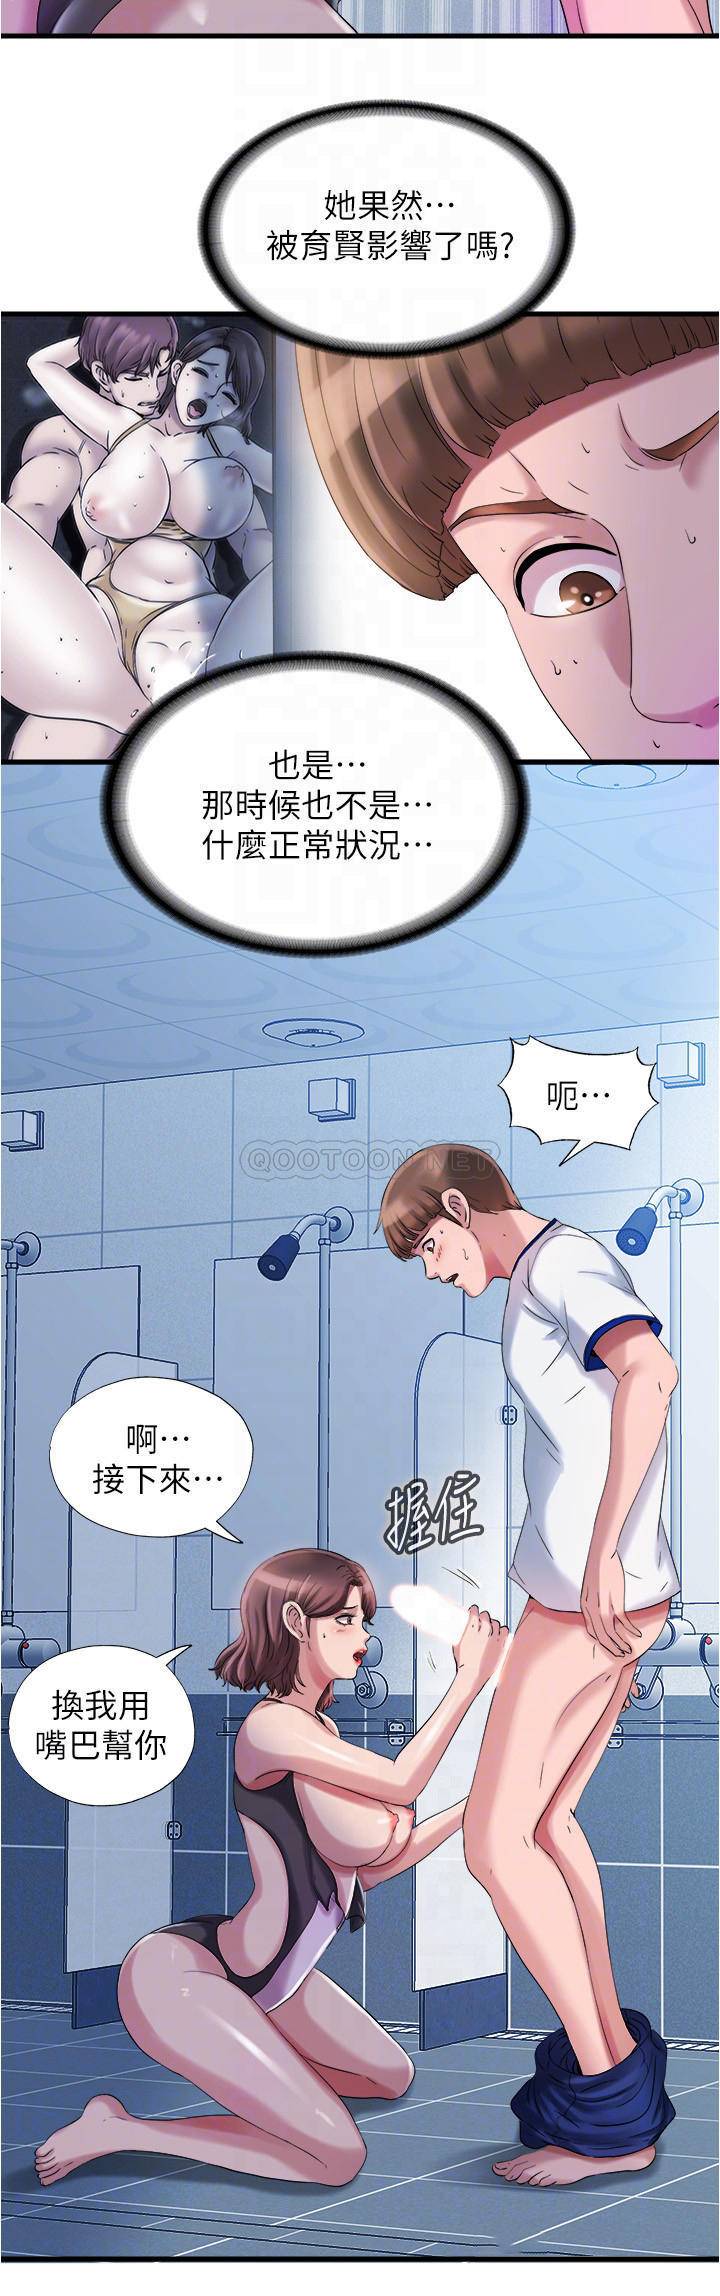 她果然⋯
被育賢影響了嗎?
也是⋯
那時候也不是⋯
什麼正常狀況⋯
呃⋯
QOOTOON.NET
啊⋯
接下來⋯
握住
換我用
嘴巴幫你